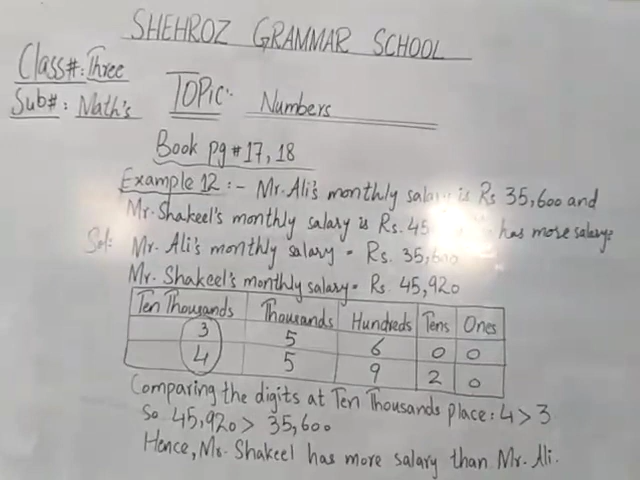 SHEHROZ GRAMMAR SCHOOL
Class#: Three
Sub#: Math's
TOPIC:- Numbers
Book pg # 17, 18
Example 12 :- Mr. Ali's monthly salary is Rs 35,600 and
Mr. Shakeel's monthly salary is Rs. 45 has more salary?
Sol: Mr. Ali's monthly salary = Rs. 35,600
Mr. Shakeel's monthly salary = Rs. 45,920
Ten Thousands Thousands Hundreds Tens Ones
3 5 6 0 0
4 5 9 2 0
Comparing the digits at Ten Thousands place: 4 > 3
So 45,920 > 35,600
Hence, Mr. Shakeel has more salary than Mr. Ali.